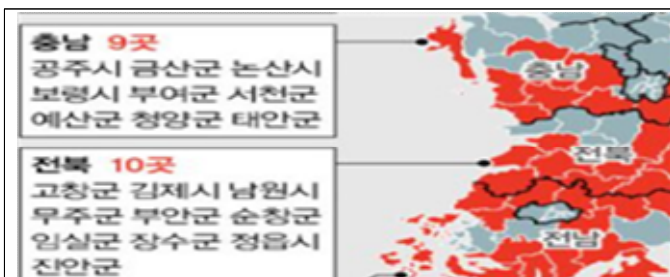 충남 9곳
공주시 금산군 논산시
보령시 부여군 서천군
예산군 청양군 태안군
전북 10곳
고창군 김제시 남원시
무주군 부안군 순창군
임실군 장수군 정읍시
진안군
충남
전북
전남